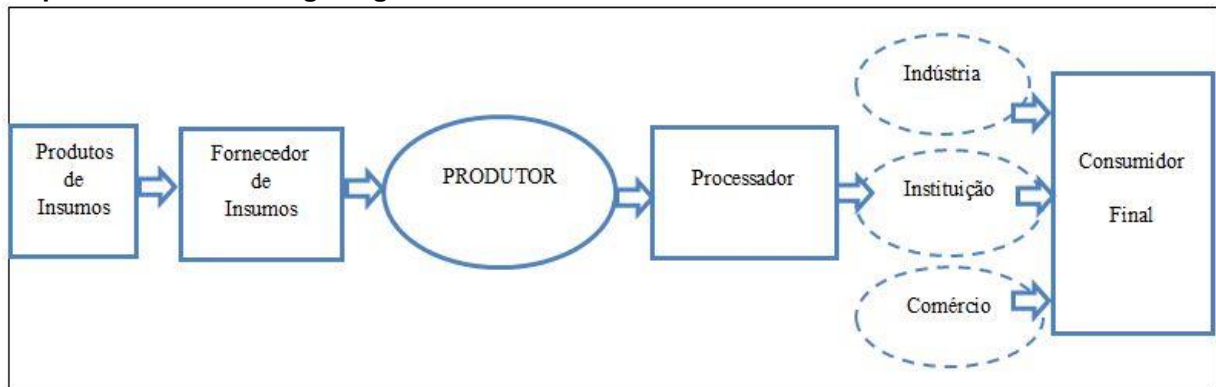 Produtos
de
Insumos
Fornecedor
de
Insumos
PRODUTOR
Processador
Indústria
Instituição
Comércio
Consumidor
Final